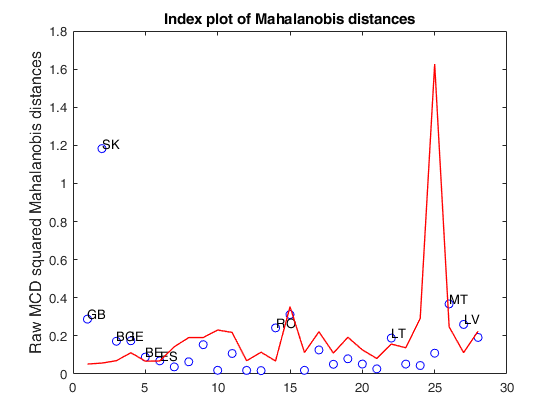 Index plot of Mahalanobis distances
Raw MCD squared Mahalanobis distances
1.8
1.6
1.4
1.2
1
0.8
0.6
0.4
0.2
0
SK
GB
BE
ES
RO
LT
MT
LV
0
5
10
15
20
25
30